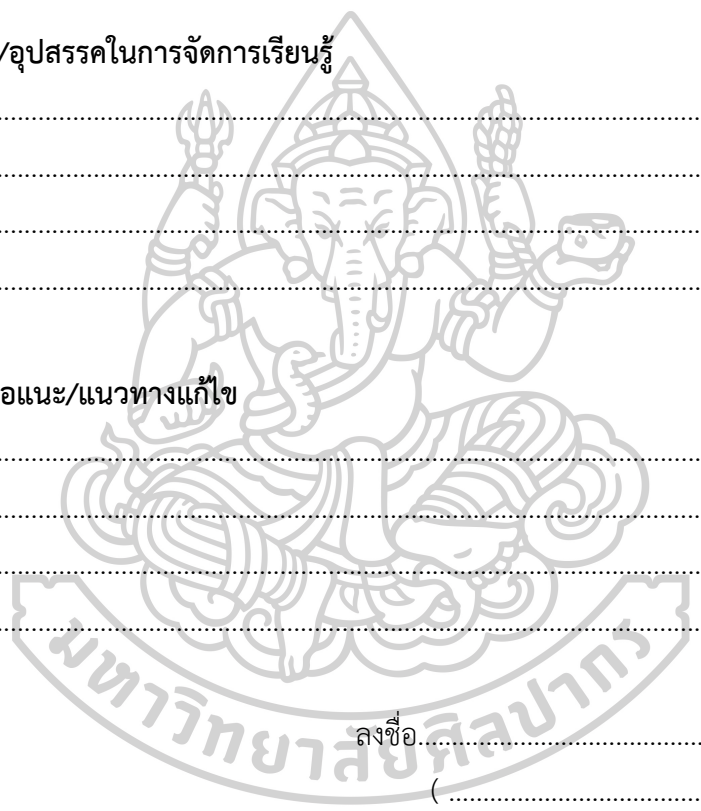 /อุปสรรคในการจัดการเรียนรู้
................................................................................
................................................................................
................................................................................
................................................................................
อแนะ/แนวทางแก้ไข
................................................................................
................................................................................
................................................................................
................................................................................
มหาวิทยาลัยศิลปากร
ลงชื่อ................................
( ................................